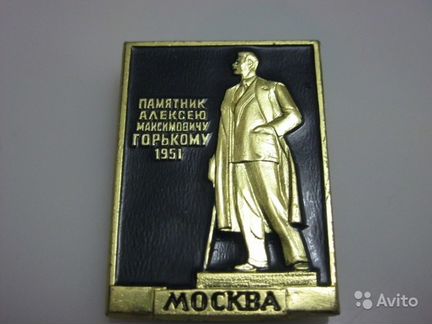 ПАМЯТНИК
АЛЕКСЕЮ
МАКСИМОВИЧУ
ГОРЬКОМУ
1951
МОСКВА
Avito